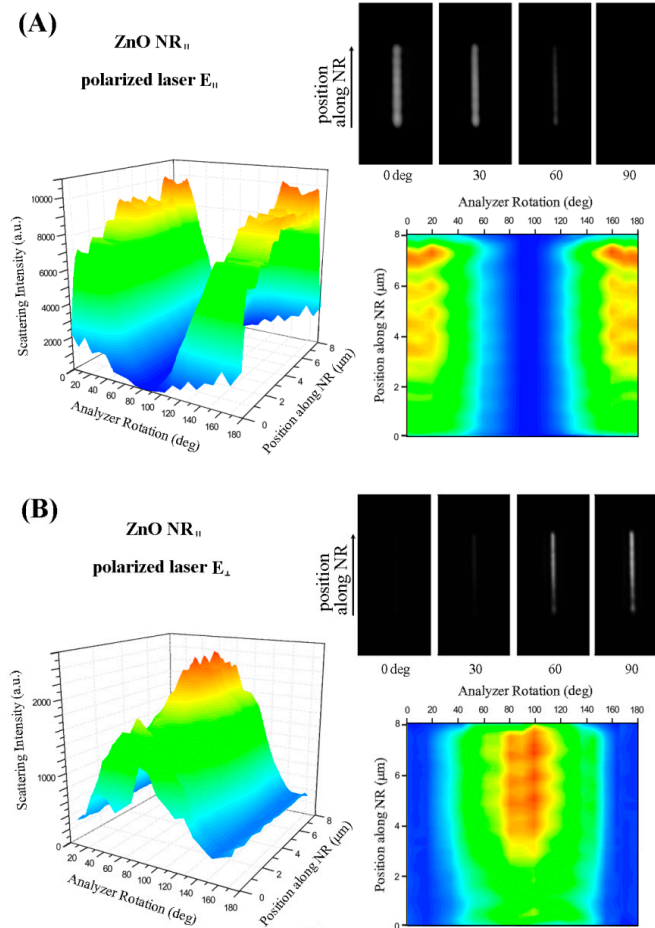 (A)
ZnO NR∥
polarized laser E∥
position
along NR
0 deg
30
60
90
Scattering Intensity (a.u.)
10000
8000
6000
4000
2000
0
20
40
60
80
100
120
140
160
180
Analyzer Rotation (deg)
0
2
4
6
8
Position along NR (μm)
Analyzer Rotation (deg)
0 20 40 60 80 100 120 140 160
8
6
4
2
0
Position along NR (μm)
(B)
ZnO NR∥
polarized laser E⊥
position
along NR
0 deg
30
60
90
Scattering Intensity (a.u.)
2000
1000
0
20
40
60
80
100
120
140
160
180
Analyzer Rotation (deg)
0
2
4
6
8
Position along NR (μm)
Analyzer Rotation (deg)
0 20 40 60 80 100 120 140 160
8
6
4
2
0
Position along NR (μm)